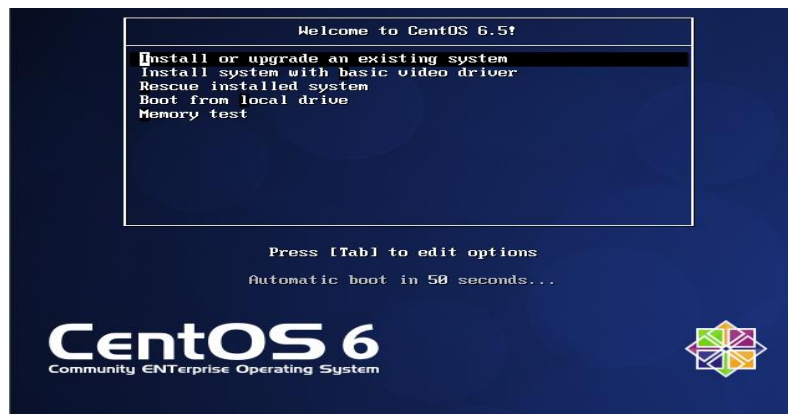 Welcome to CentOS 6.5!
Install or upgrade an existing system
Install system with basic video driver
Rescue installed system
Boot from local drive
Memory test
Press [Tab] to edit options
Automatic boot in 50 seconds...
CentOS 6
Community ENTerprise Operating System